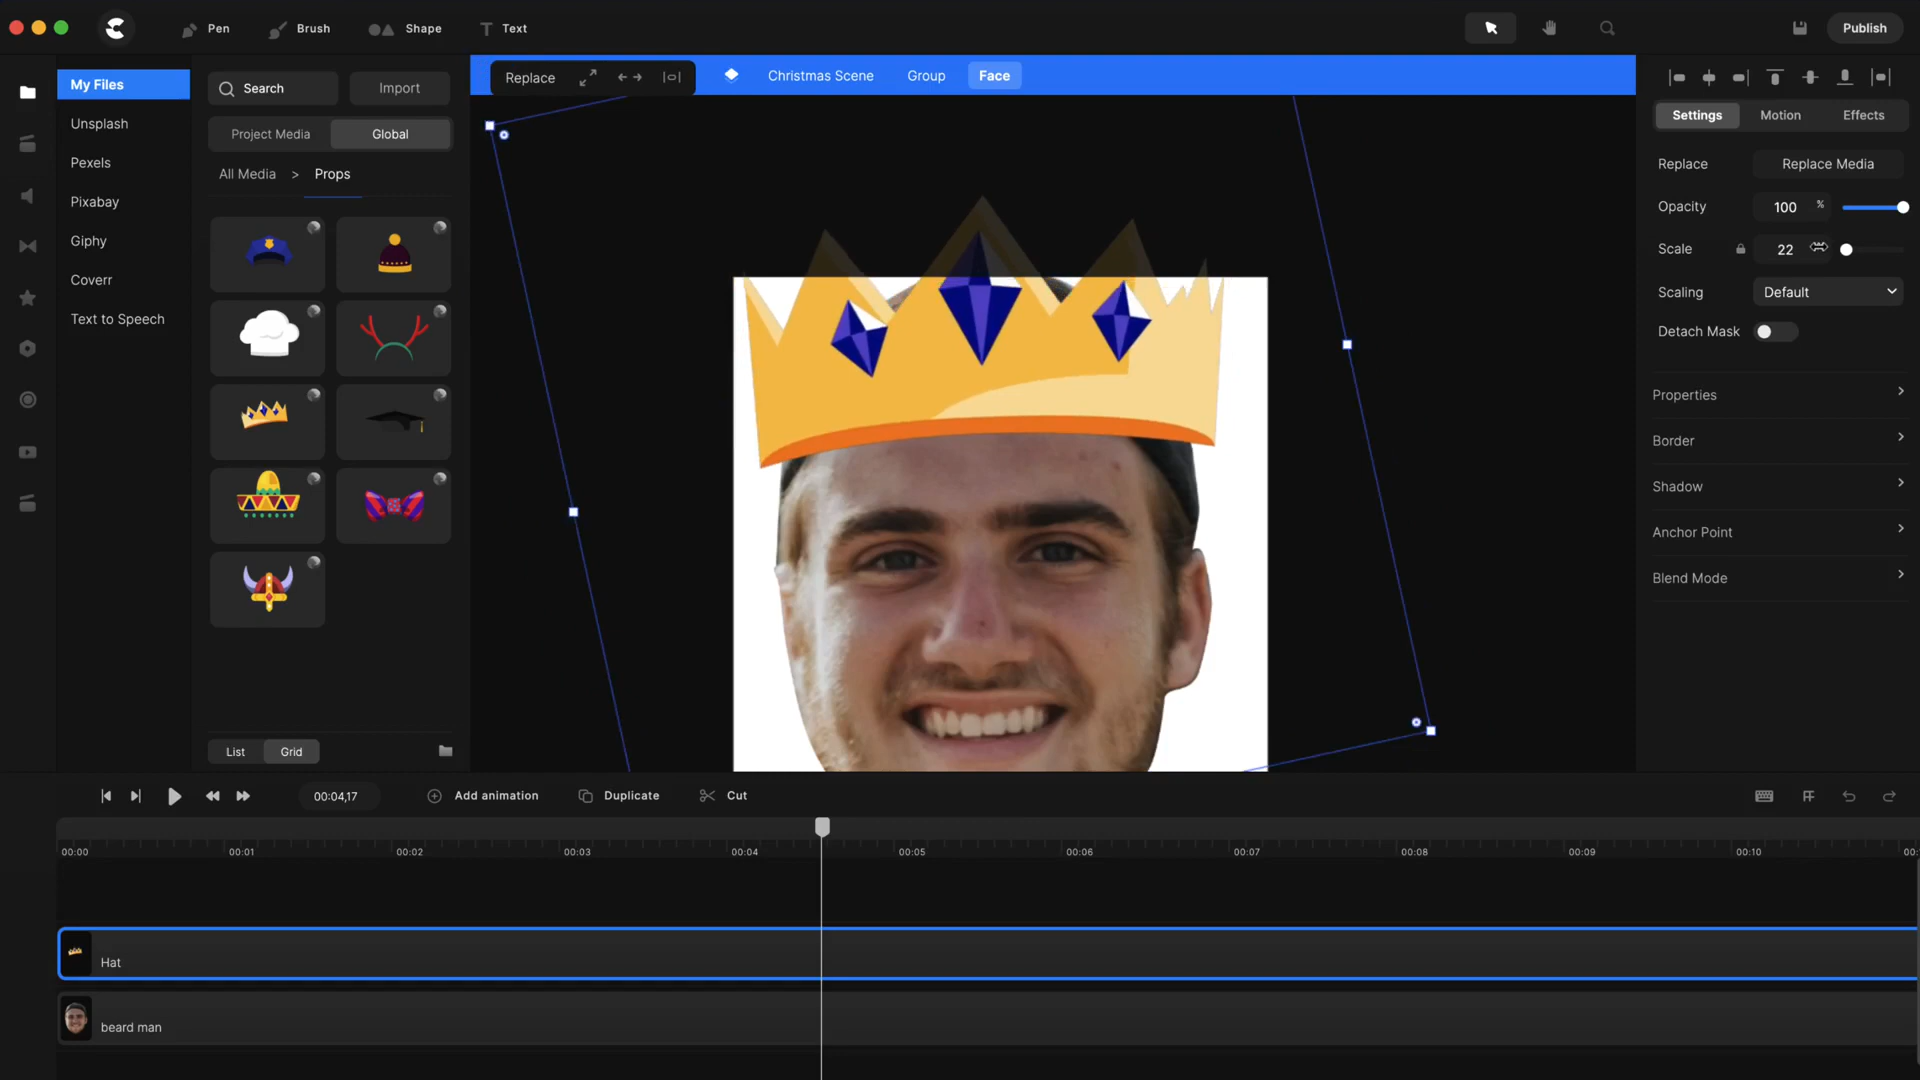 Pen
Brush
Shape
Text
Publish
My Files
Unsplash
Pexels
Pixabay
Giphy
Coverr
Text to Speech
Search
Import
Project Media
Global
All Media > Props
List
Grid
Replace
Christmas Scene
Group
Face
Settings
Motion
Effects
Replace
Replace Media
Opacity
100 %
Scale
22
Scaling
Default
Detach Mask
Properties
Border
Shadow
Anchor Point
Blend Mode
00:04,17
Add animation
Duplicate
Cut
00:00
00:01
00:02
00:03
00:04
00:05
00:06
00:07
00:08
00:09
00:10
00:
Hat
beard man